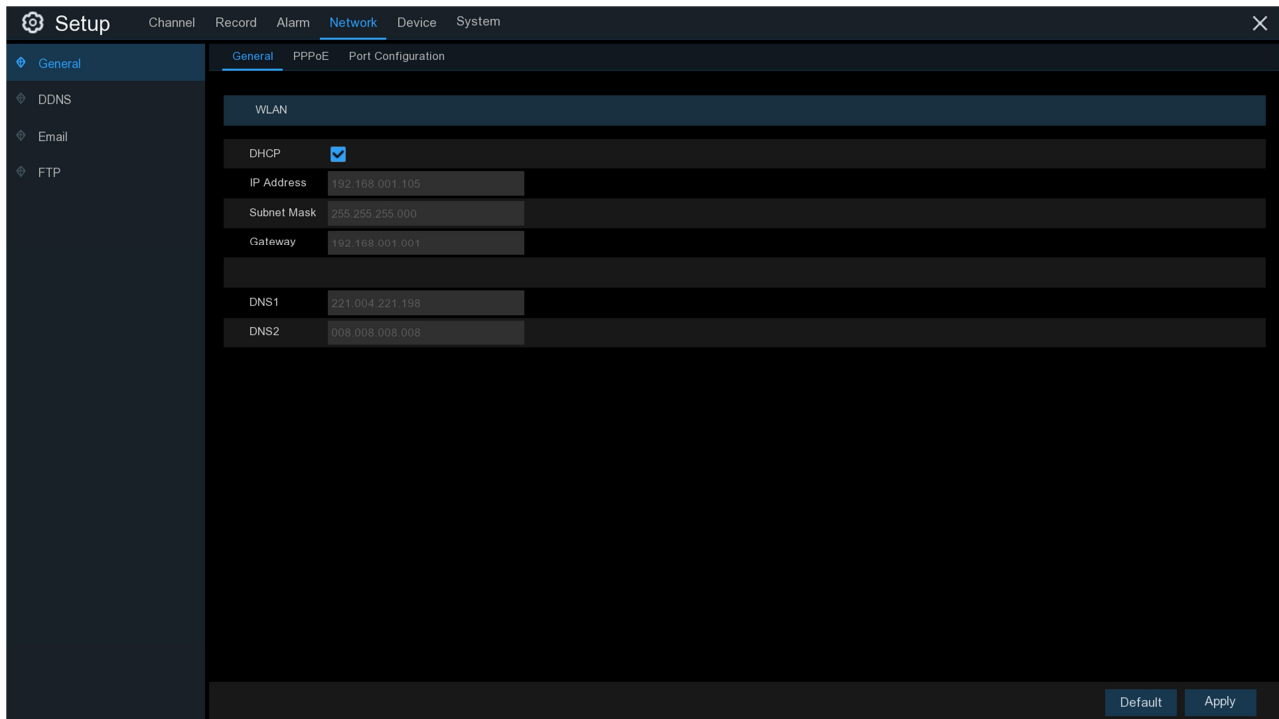 Setup Channel Record Alarm Network Device System
General PPPoE Port Configuration
General
DDNS
Email
FTP
WLAN
DHCP
IP Address 192.168.001.105
Subnet Mask 255.255.255.000
Gateway 192.168.001.001
DNS1 221.004.221.198
DNS2 008.008.008.008
Default Apply